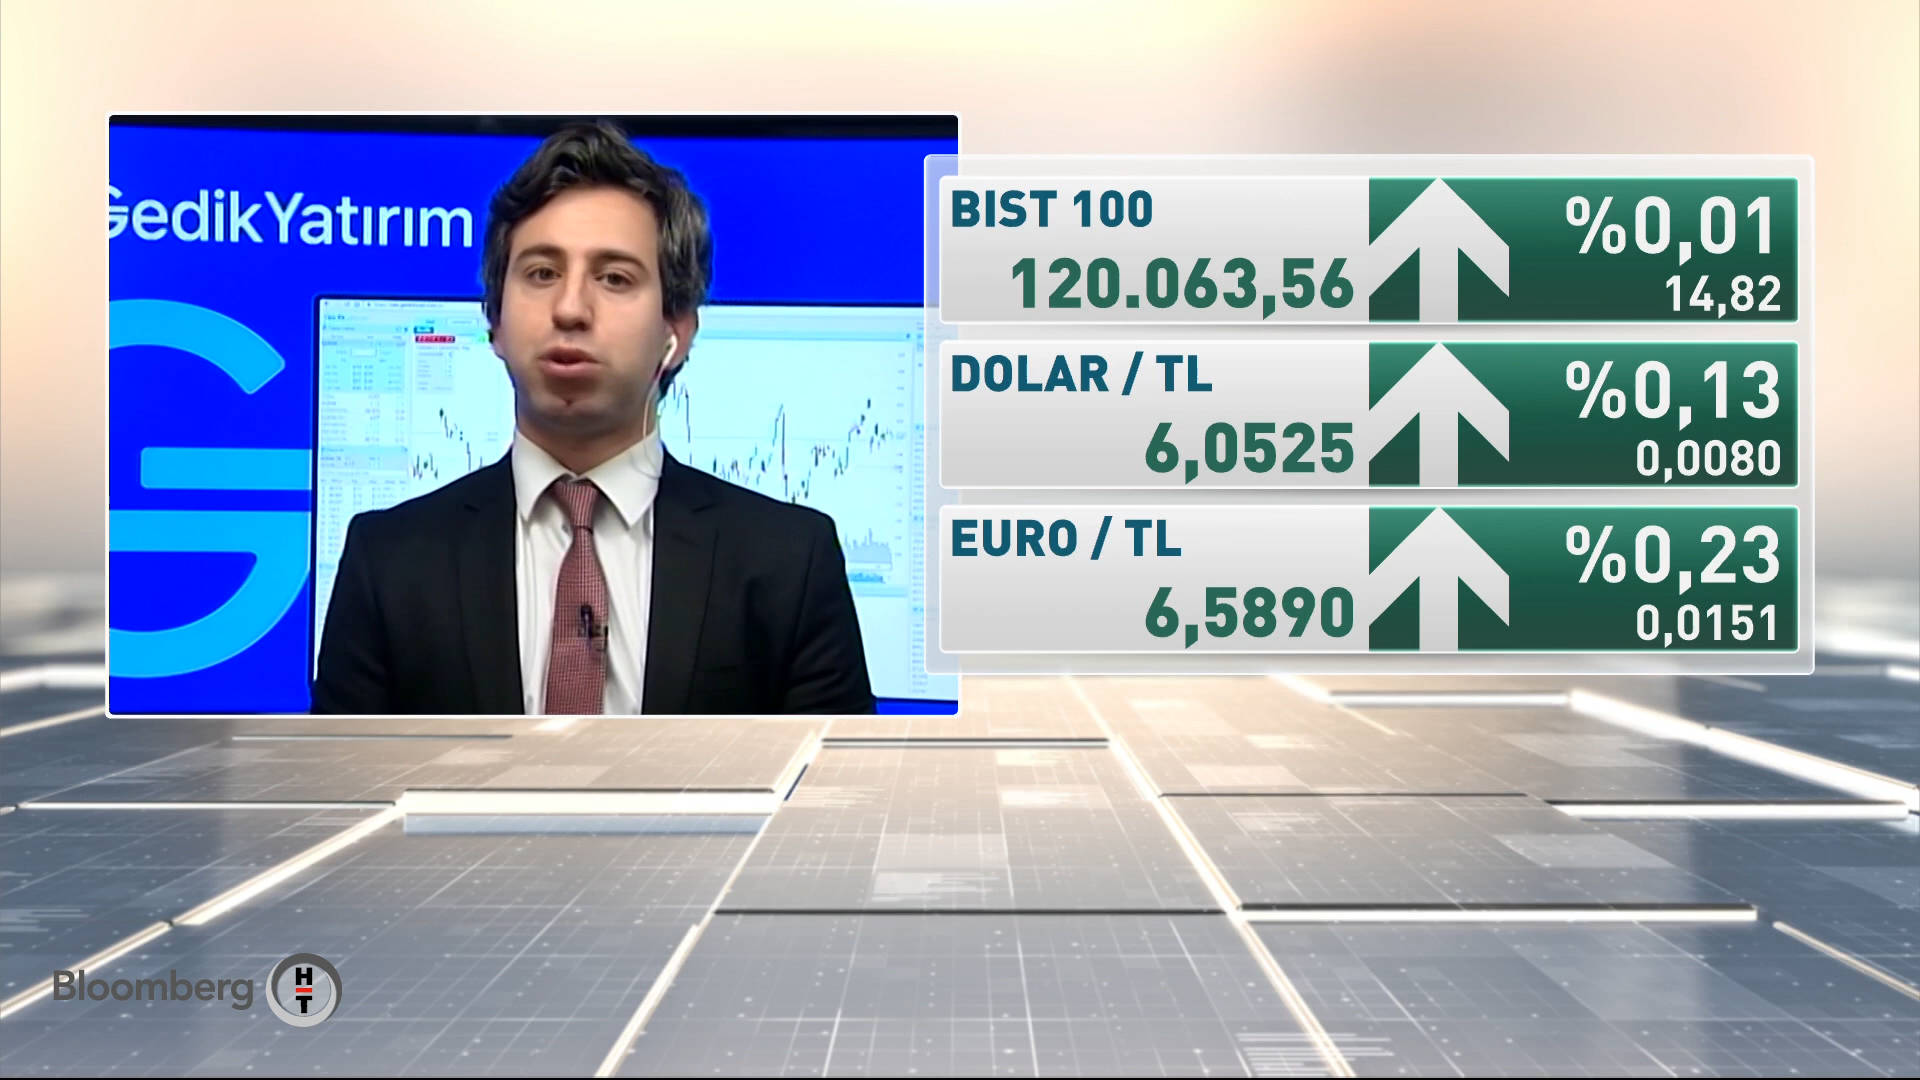 GedikYatırım
BIST 100
120.063,56
%0,01
14,82
DOLAR / TL
6,0525
%0,13
0,0080
EURO / TL
6,5890
%0,23
0,0151
Bloomberg HT